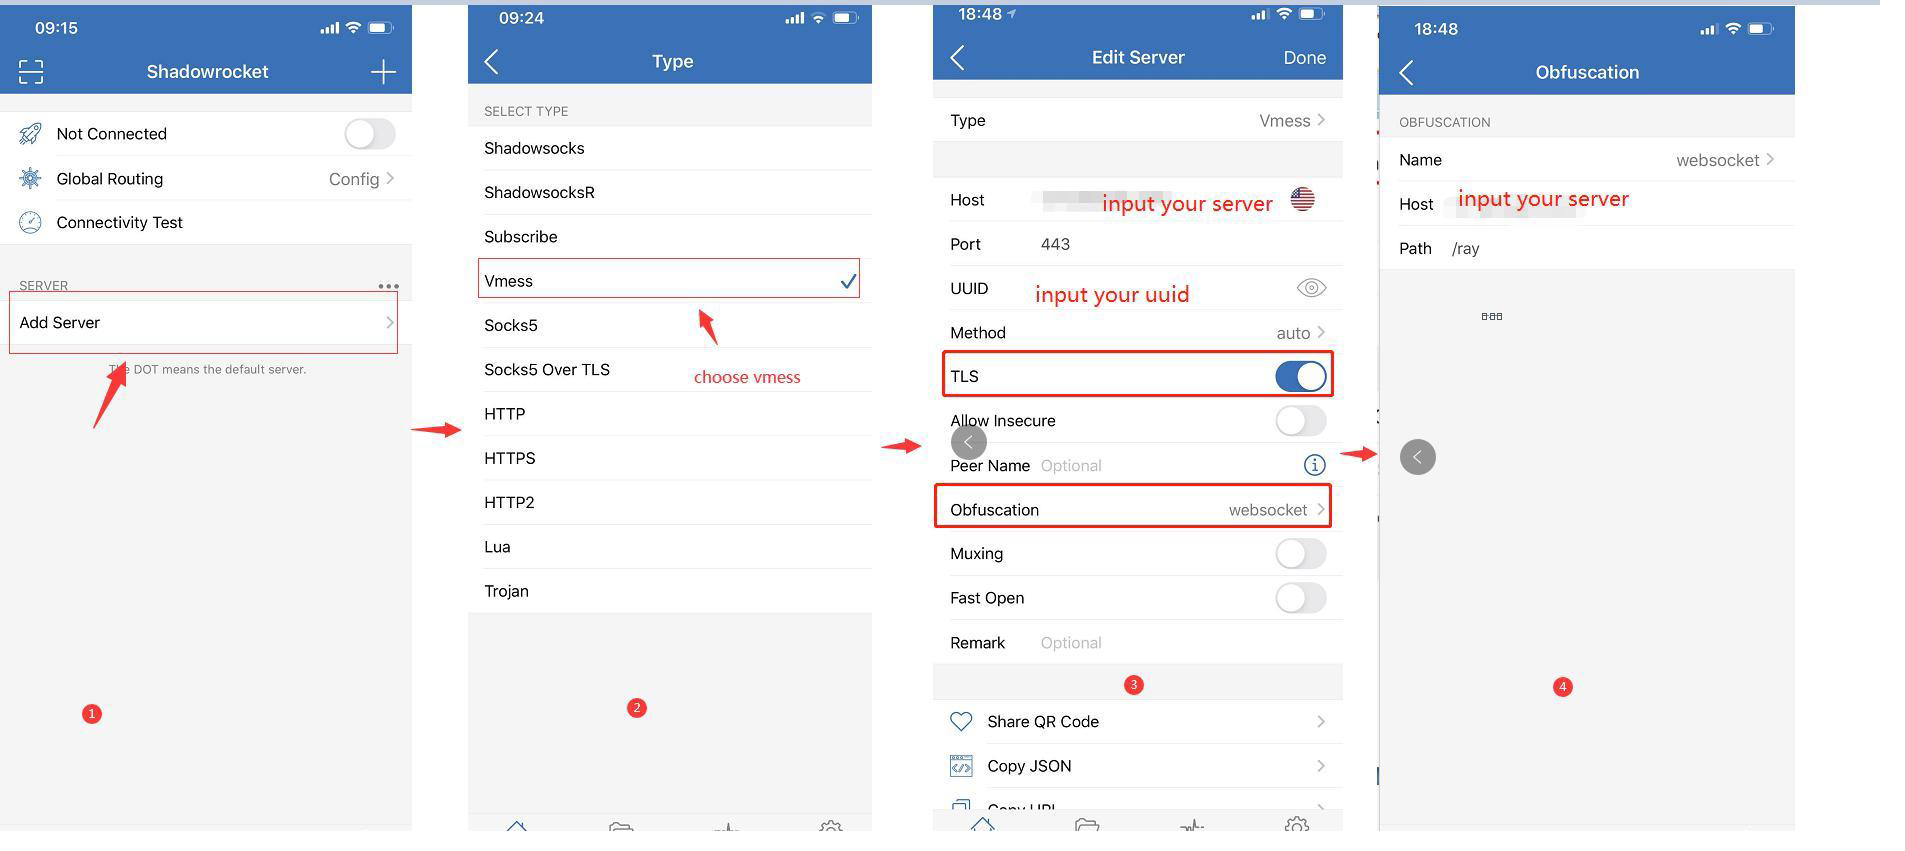 09:15
Shadowrocket
Not Connected
Global Routing Config
Connectivity Test
SERVER
Add Server
The DOT means the default server.
1
09:24
Type
SELECT TYPE
Shadowsocks
ShadowsocksR
Subscribe
Vmess
Socks5
Socks5 Over TLS
choose vmess
HTTP
HTTPS
HTTP2
Lua
Trojan
2
18:48
Edit Server Done
Type Vmess
Host input your server
Port 443
UUID input your uuid
Method auto
TLS
Allow Insecure
Peer Name Optional
Obfuscation websocket
Muxing
Fast Open
Remark Optional
3
Share QR Code
Copy JSON
Copy URL
18:48
Obfuscation
OBFUSCATION
Name websocket
Host input your server
Path /ray
4